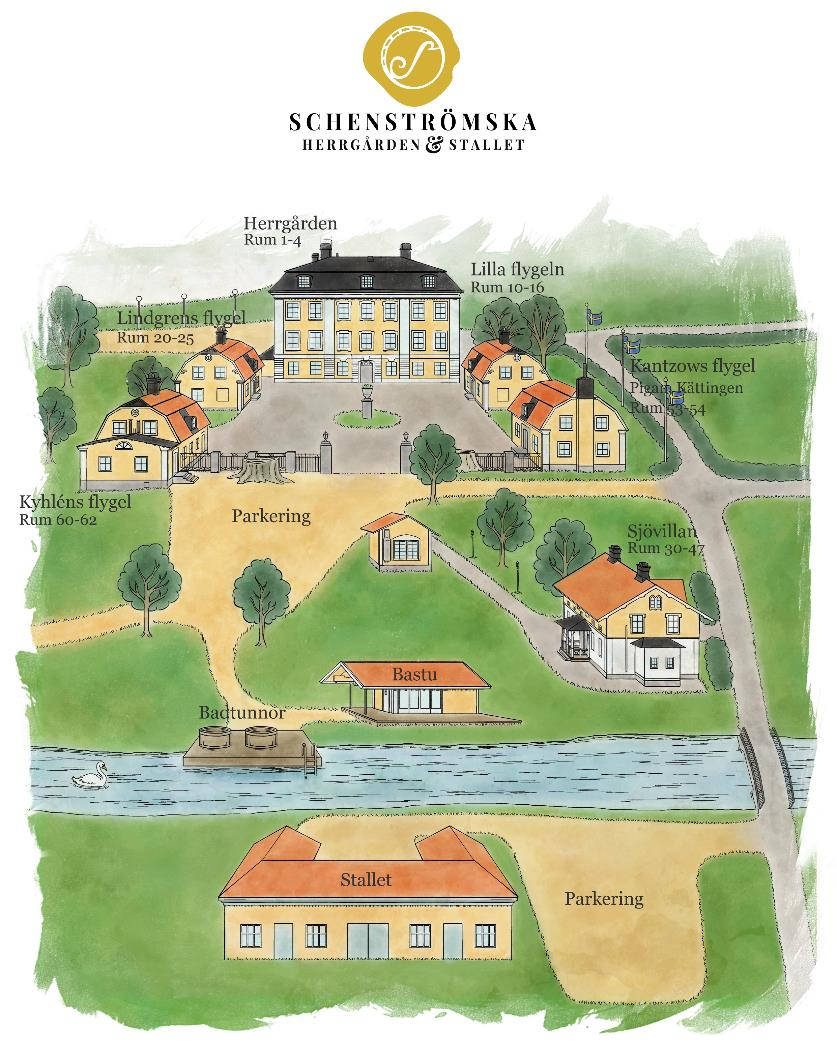 SCHENSTRÖMSKA
HERRGÅRDEN & STALLET
Herrgården
Rum 1-4
Lilla flygeln
Rum 10-16
Lindgrens flygel
Rum 20-25
Kantzows flygel
Pigan Kättingen
Rum 53-54
Kyhléns flygel
Rum 60-62
Parkering
Sjövillan
Rum 30-47
Bastu
Badtunnor
Stallet
Parkering